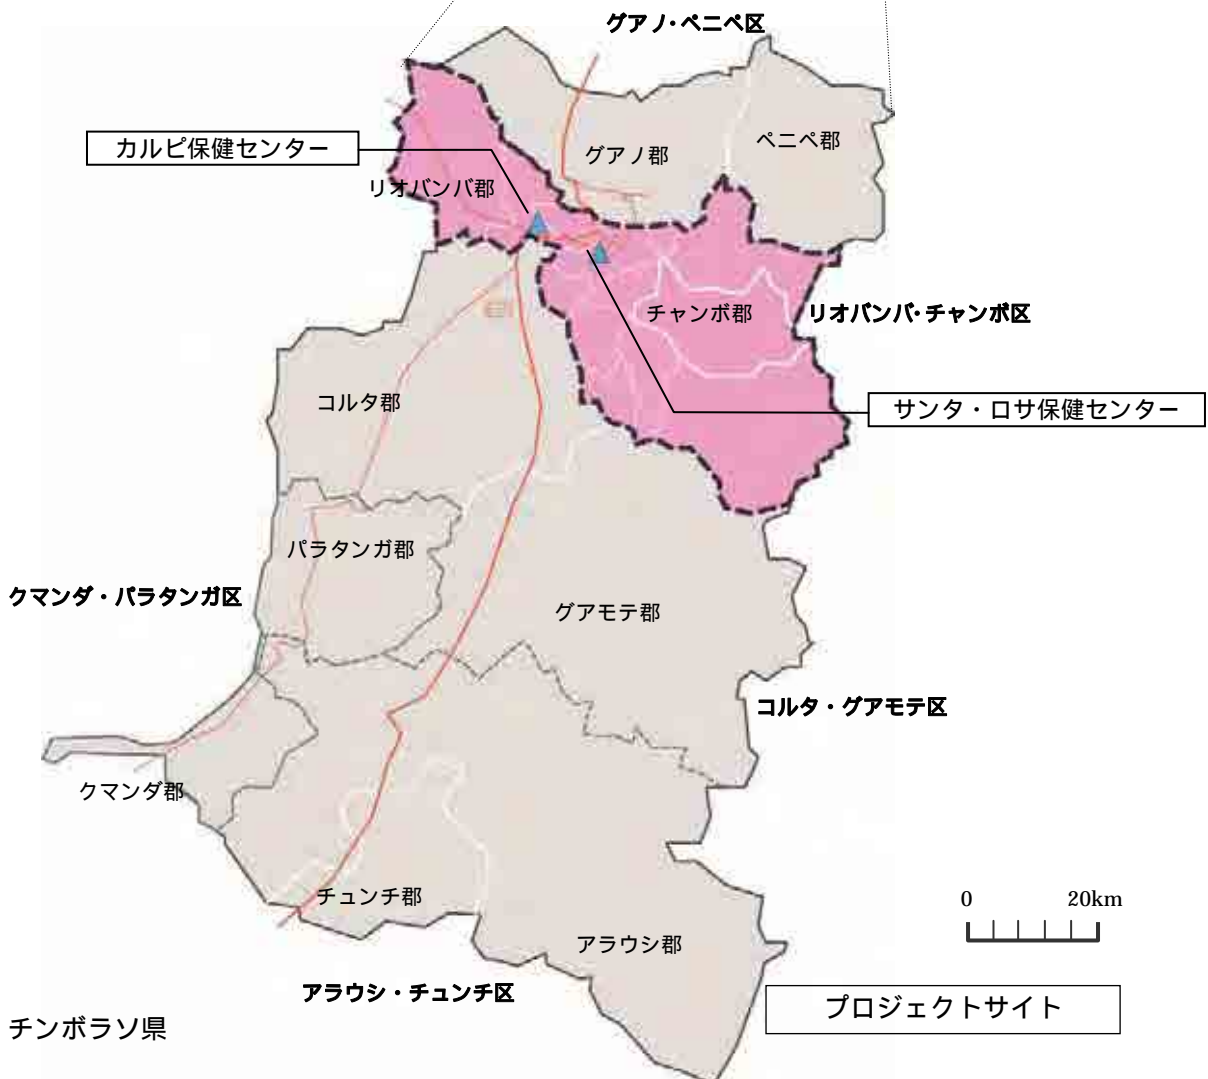 グアノ・ペニペ区
カルピ保健センター
グアノ郡
ペニペ郡
リオバンバ郡
チャンボ郡
リオバンバ・チャンボ区
コルタ郡
サンタ・ロサ保健センター
パラタンガ郡
クマンダ・パラタンガ区
グアモテ郡
コルタ・グアモテ区
クマンダ郡
チュンチ郡
0 20km
アラウシ郡
アラウシ・チュンチ区
プロジェクトサイト
チンボラソ県